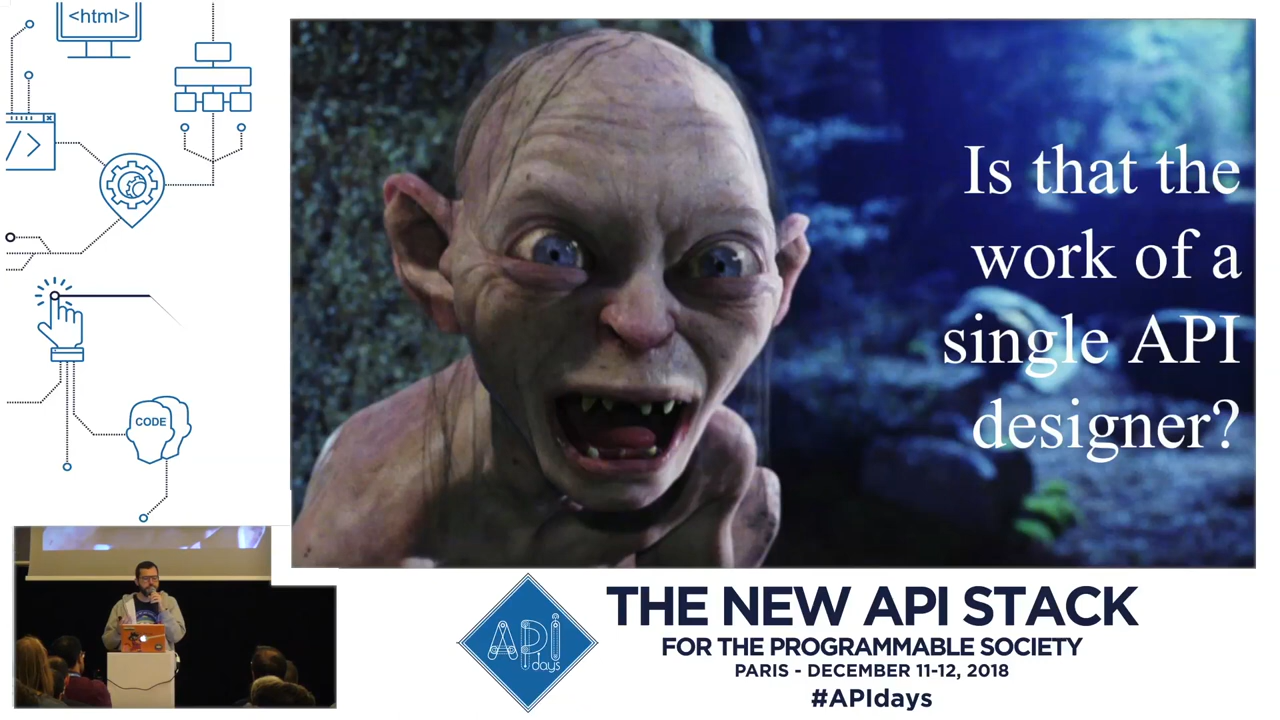 <html>
</>
CODE
Is that the
work of a
single API
designer?
API
days
THE NEW API STACK
FOR THE PROGRAMMABLE SOCIETY
PARIS - DECEMBER 11-12, 2018
#APIdays